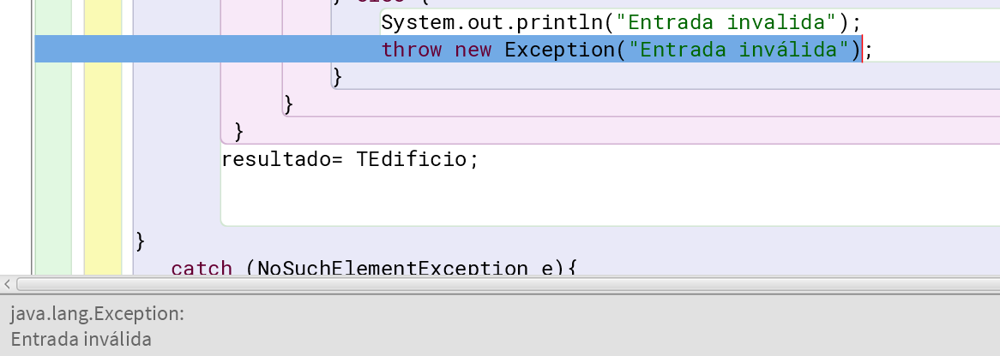 } else {
System.out.println("Entrada invalida");
throw new Exception("Entrada inválida");
}
}
}
resultado= TEdificio;
}
catch (NoSuchElementException e){
java.lang.Exception:
Entrada inválida